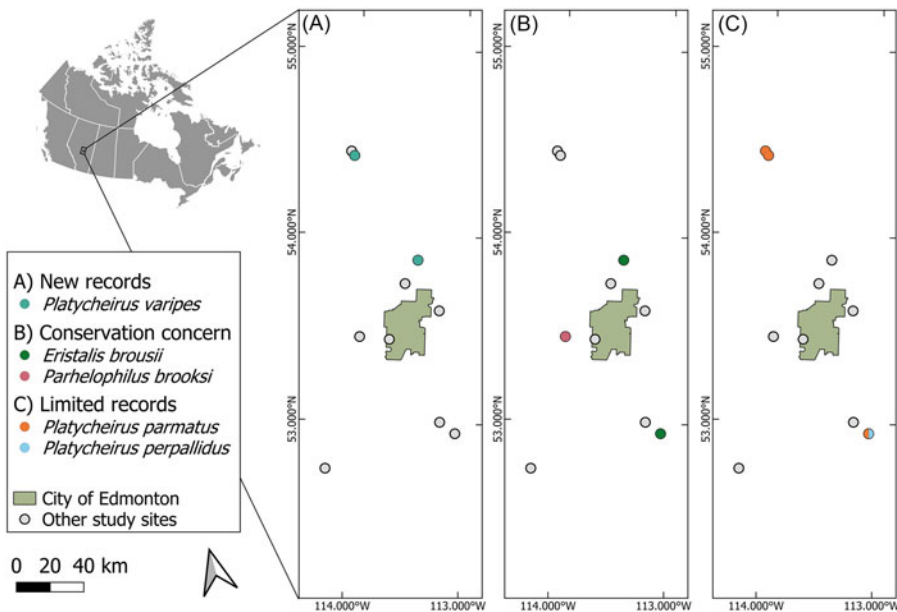 (A)
(B)
(C)
55.000°N
54.000°N
53.000°N
114.000°W
113.000°W
55.000°N
54.000°N
53.000°N
114.000°W
113.000°W
55.000°N
54.000°N
53.000°N
114.000°W
113.000°W
A) New records
Platycheirus varipes
B) Conservation concern
Eristalis brousii
Parhelophilus brooksi
C) Limited records
Platycheirus parmatus
Platycheirus perpallidus
City of Edmonton
Other study sites
0 20 40 km